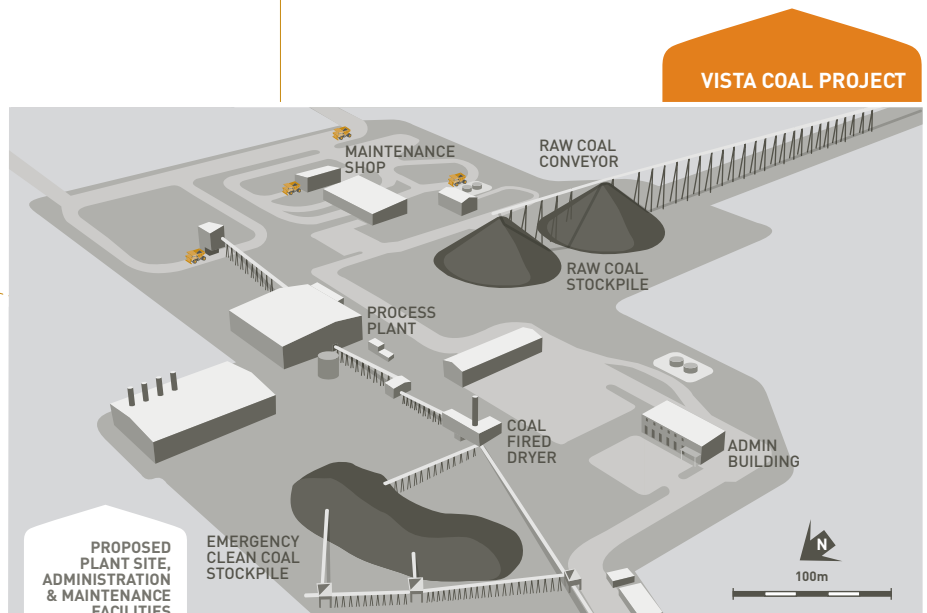 VISTA COAL PROJECT
MAINTENANCE
SHOP
RAW COAL
CONVEYOR
RAW COAL
STOCKPILE
PROCESS
PLANT
COAL
FIRED
DRYER
ADMIN
BUILDING
EMERGENCY
CLEAN COAL
STOCKPILE
PROPOSED
PLANT SITE,
ADMINISTRATION
& MAINTENANCE
FACILITIES
N
100m